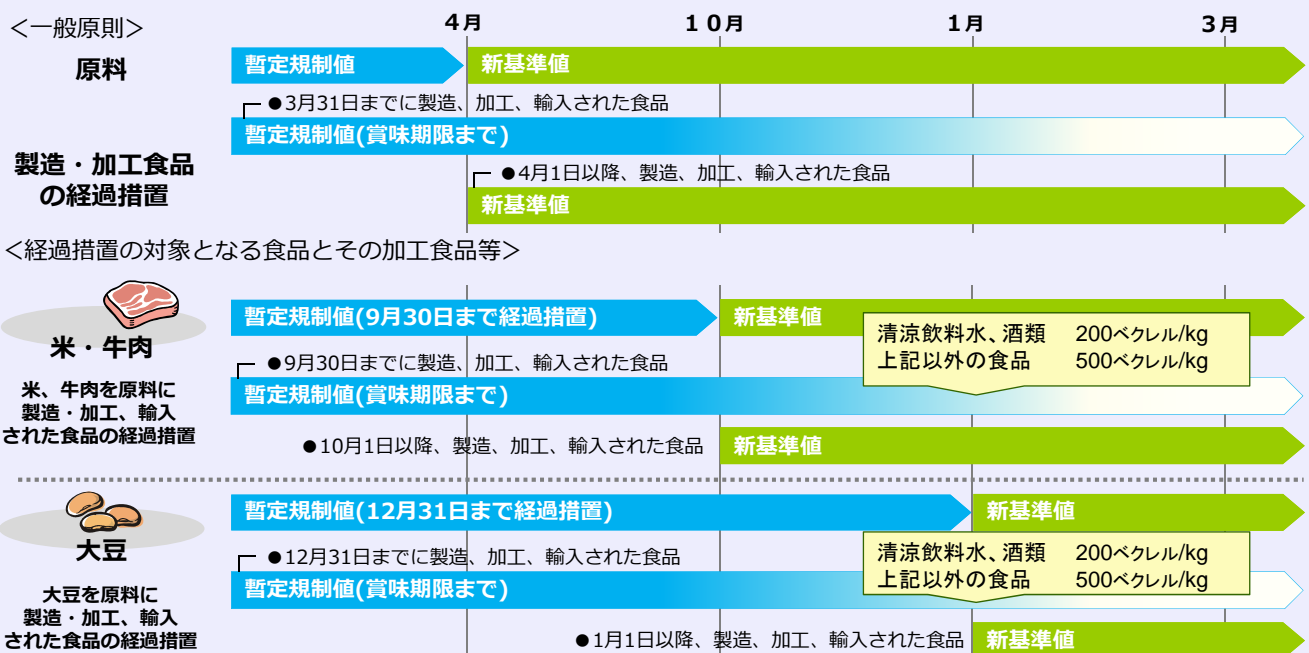 ＜一般原則＞
4月
１０月
1月
3月
原料
暫定規制値
新基準値
●3月31日までに製造、加工、輸入された食品
製造・加工食品
の経過措置
暫定規制値(賞味期限まで)
●4月1日以降、製造、加工、輸入された食品
新基準値
＜経過措置の対象となる食品とその加工食品等＞
米・牛肉
暫定規制値(9月30日まで経過措置)
新基準値
清涼飲料水、酒類 200ベクレル/kg
上記以外の食品 500ベクレル/kg
●9月30日までに製造、加工、輸入された食品
米、牛肉を原料に
製造・加工、輸入
された食品の経過措置
暫定規制値(賞味期限まで)
●10月1日以降、製造、加工、輸入された食品
新基準値
大豆
暫定規制値(12月31日まで経過措置)
新基準値
清涼飲料水、酒類 200ベクレル/kg
上記以外の食品 500ベクレル/kg
●12月31日までに製造、加工、輸入された食品
大豆を原料に
製造・加工、輸入
された食品の経過措置
暫定規制値(賞味期限まで)
●1月1日以降、製造、加工、輸入された食品
新基準値